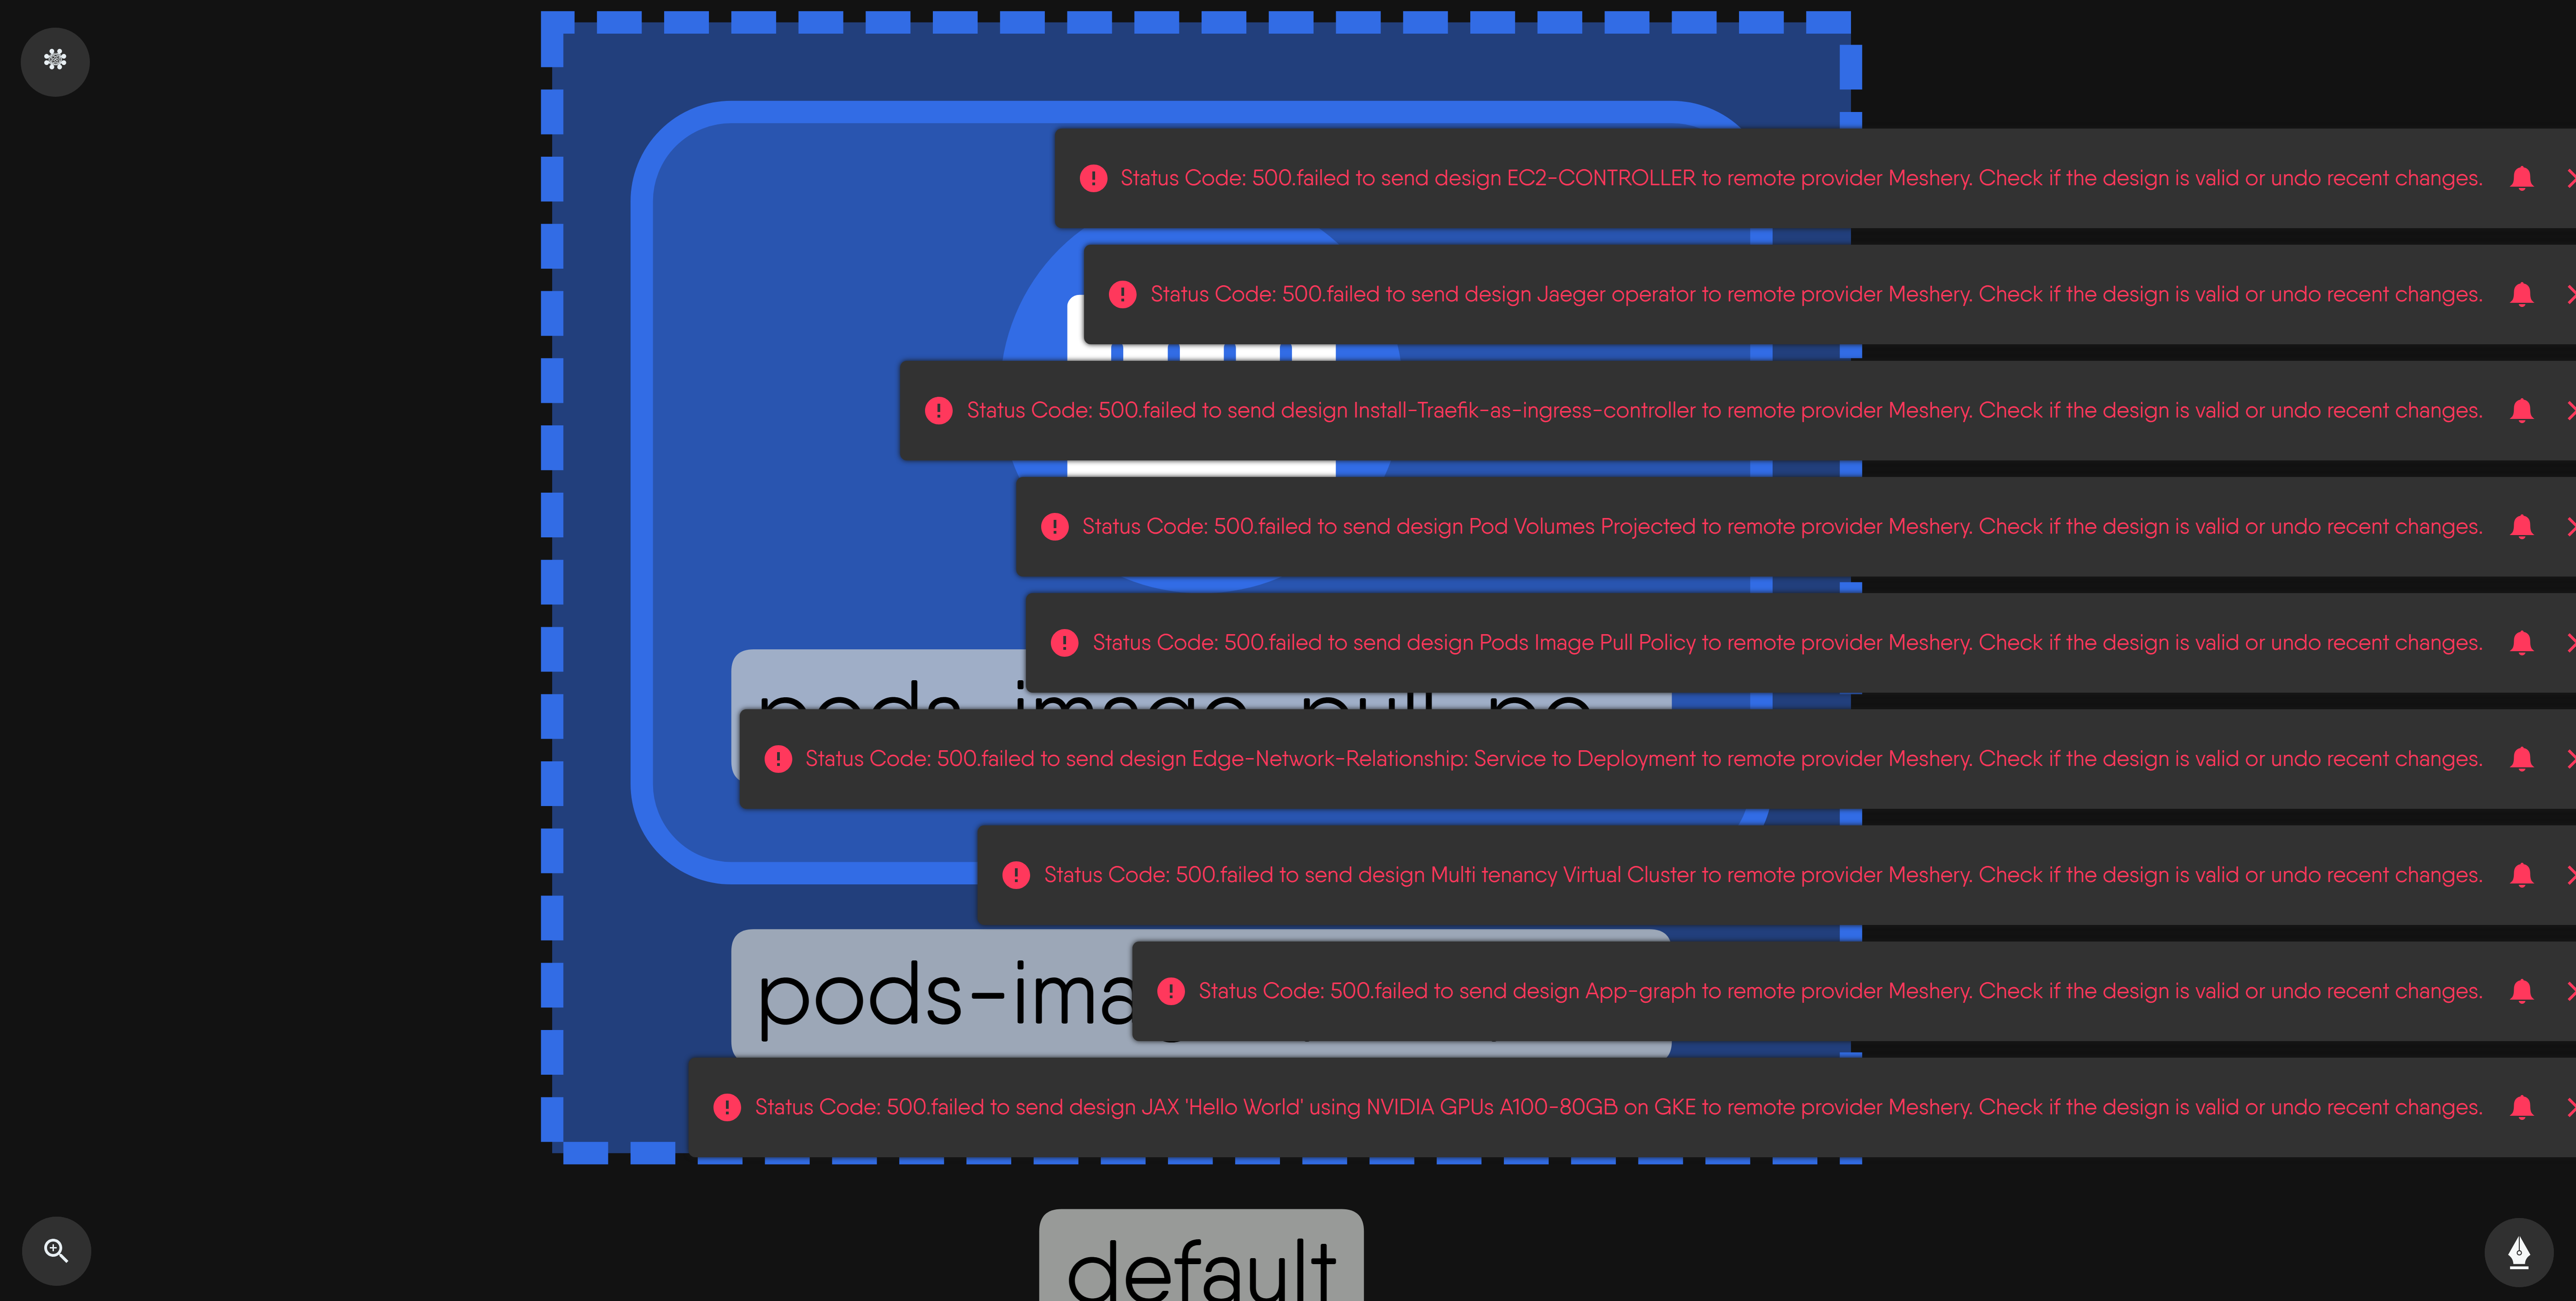 Status Code: 500.failed to send design EC2-CONTROLLER to remote provider Meshery. Check if the design is valid or undo recent changes.
Status Code: 500.failed to send design Jaeger operator to remote provider Meshery. Check if the design is valid or undo recent changes.
Status Code: 500.failed to send design Install-Traefik-as-ingress-controller to remote provider Meshery. Check if the design is valid or undo recent changes.
Status Code: 500.failed to send design Pod Volumes Projected to remote provider Meshery. Check if the design is valid or undo recent changes.
Status Code: 500.failed to send design Pods Image Pull Policy to remote provider Meshery. Check if the design is valid or undo recent changes.
pods-image-pull-po
Status Code: 500.failed to send design Edge-Network-Relationship: Service to Deployment to remote provider Meshery. Check if the design is valid or undo recent changes.
Status Code: 500.failed to send design Multi tenancy Virtual Cluster to remote provider Meshery. Check if the design is valid or undo recent changes.
pods-ima
Status Code: 500.failed to send design App-graph to remote provider Meshery. Check if the design is valid or undo recent changes.
Status Code: 500.failed to send design JAX 'Hello World' using NVIDIA GPUs A100-80GB on GKE to remote provider Meshery. Check if the design is valid or undo recent changes.
default